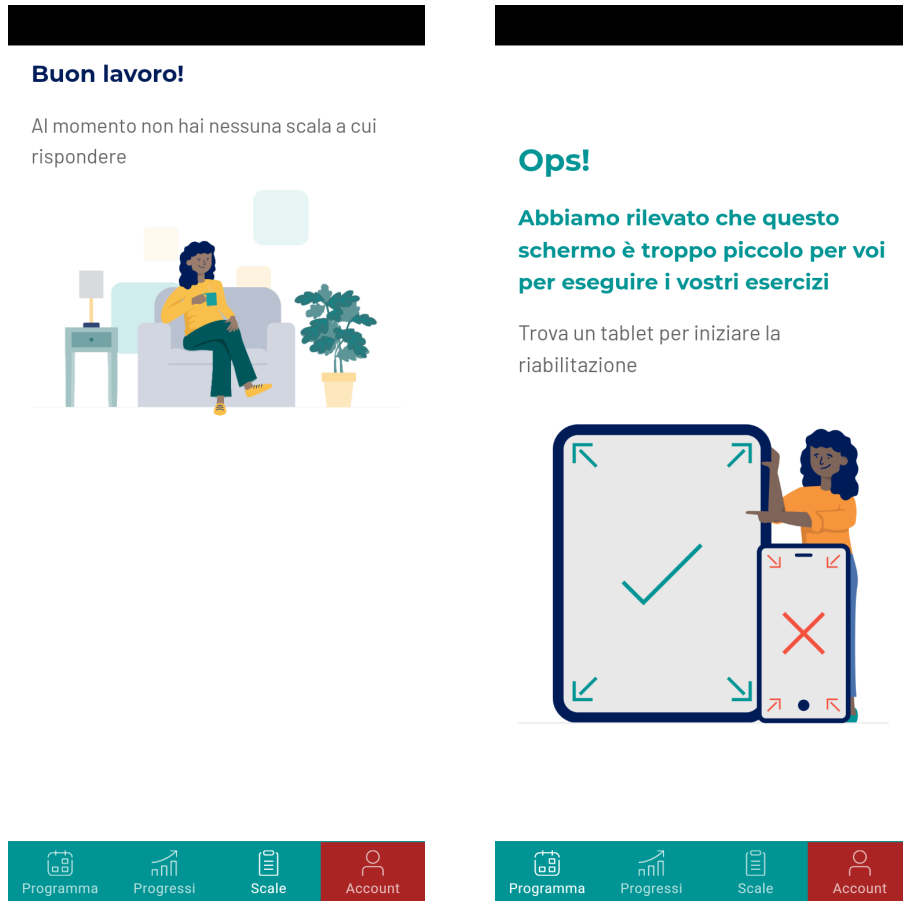 Buon lavoro!
Al momento non hai nessuna scala a cui
rispondere
Programma
Progressi
Scale
Account
Ops!
Abbiamo rilevato che questo
schermo è troppo piccolo per voi
per eseguire i vostri esercizi
Trova un tablet per iniziare la
riabilitazione
Programma
Progressi
Scale
Account